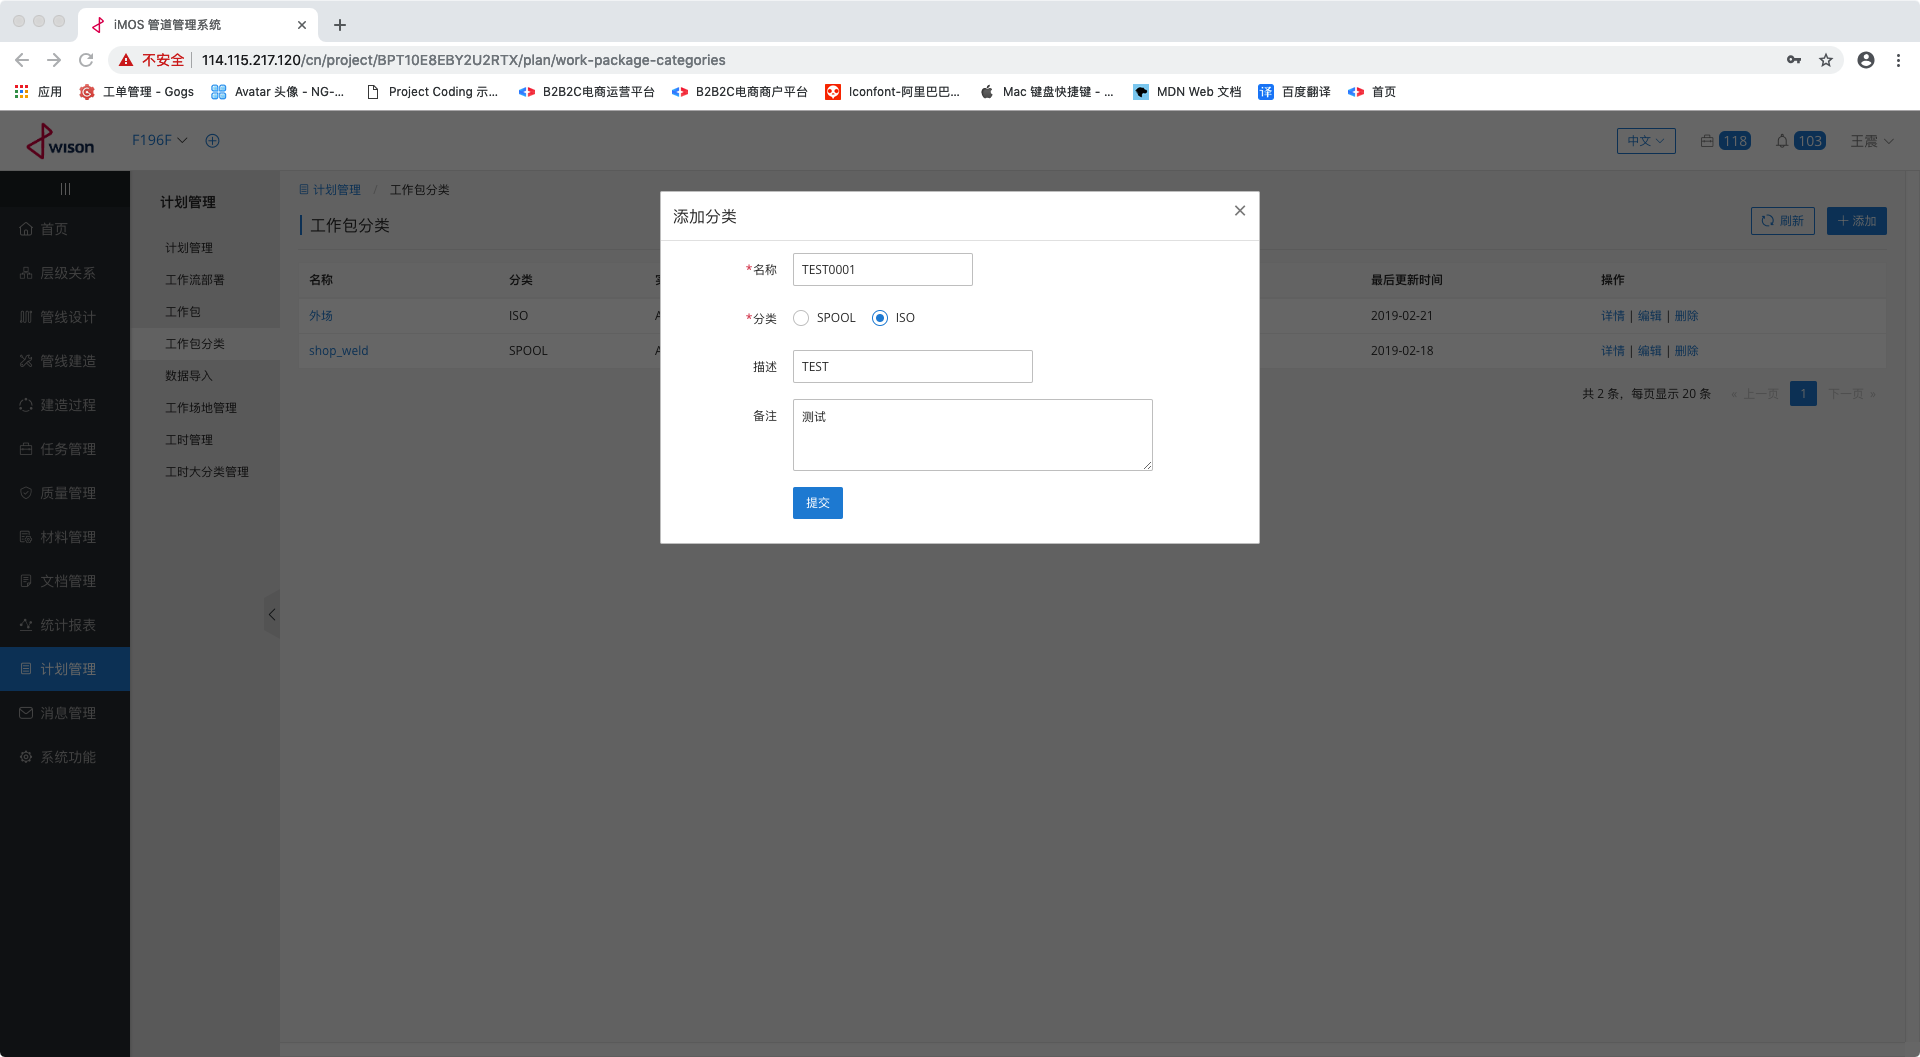 iMOS 管道管理系统
不安全 114.115.217.120/cn/project/BPT10E8EBY2U2RTX/plan/work-package-categories
应用 工单管理 - Gogs Avatar 头像 - NG-... Project Coding 示... B2B2C电商运营平台 B2B2C电商商户平台 Iconfont-阿里巴巴... Mac 键盘快捷键 - ... MDN Web 文档 译 百度翻译 首页
wison F196F 中文 118 103 王震
首页
层级关系
管线设计
管线建造
建造过程
任务管理
质量管理
材料管理
文档管理
统计报表
计划管理
消息管理
系统功能
计划管理
计划管理
工作流部署
工作包
工作包分类
数据导入
工作场地管理
工时管理
工时大分类管理
计划管理 / 工作包分类
工作包分类
刷新 添加
名称 分类 最后更新时间 操作
外场 ISO A 2019-02-21 详情 | 编辑 | 删除
shop_weld SPOOL A 2019-02-18 详情 | 编辑 | 删除
共 2 条，每页显示 20 条 « 上一页 1 下一页 »
添加分类
*名称 TEST0001
*分类 SPOOL ISO
描述 TEST
备注 测试
提交